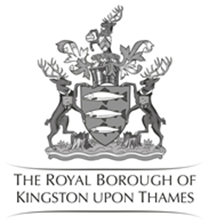 THE ROYAL BOROUGH OF
KINGSTON UPON THAMES